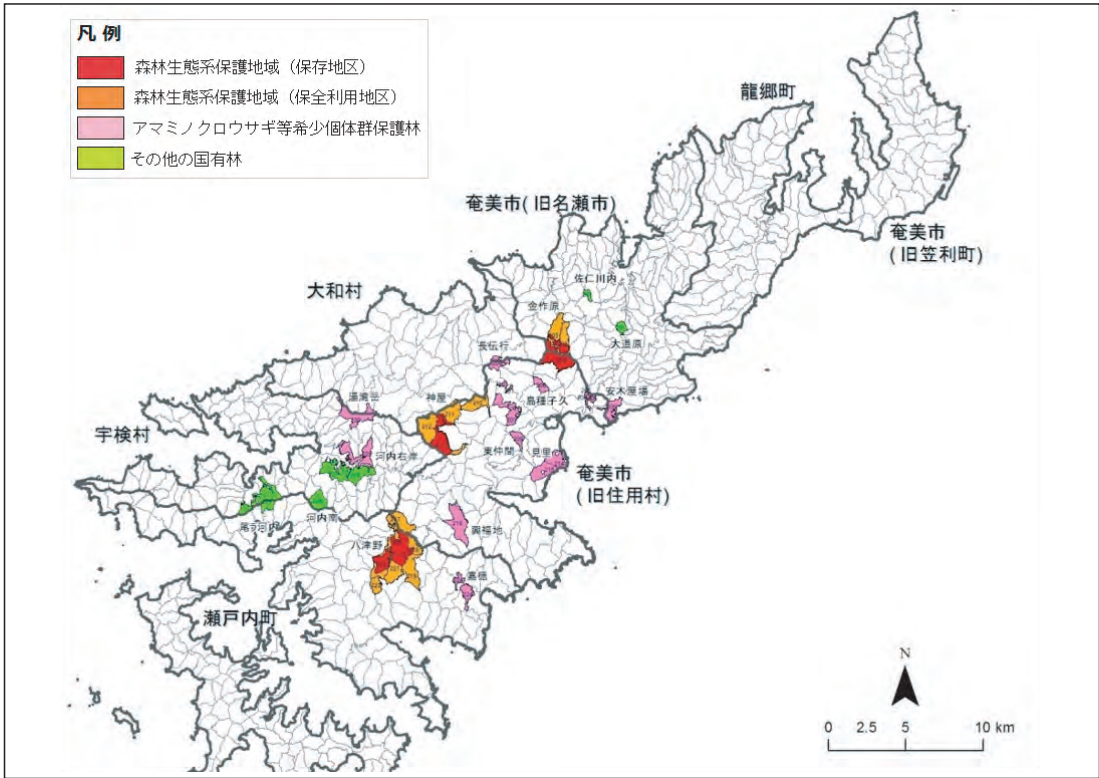 凡 例
森林生態系保護地域（保存地区）
森林生態系保護地域（保全利用地区）
アマミノクロウサギ等希少個体群保護林
その他の国有林
龍郷町
奄美市(旧名瀬市)
奄美市
(旧笠利町)
佐仁川内
大和村
金作原
大道原
長伝行
安木屋場
湯湾岳
神屋
島種子久
宇検村
河内右岸
東仲間
見里
奄美市
(旧住用村)
河内南
八津野
瀬戸内町
N
0 2.5 5 10 km